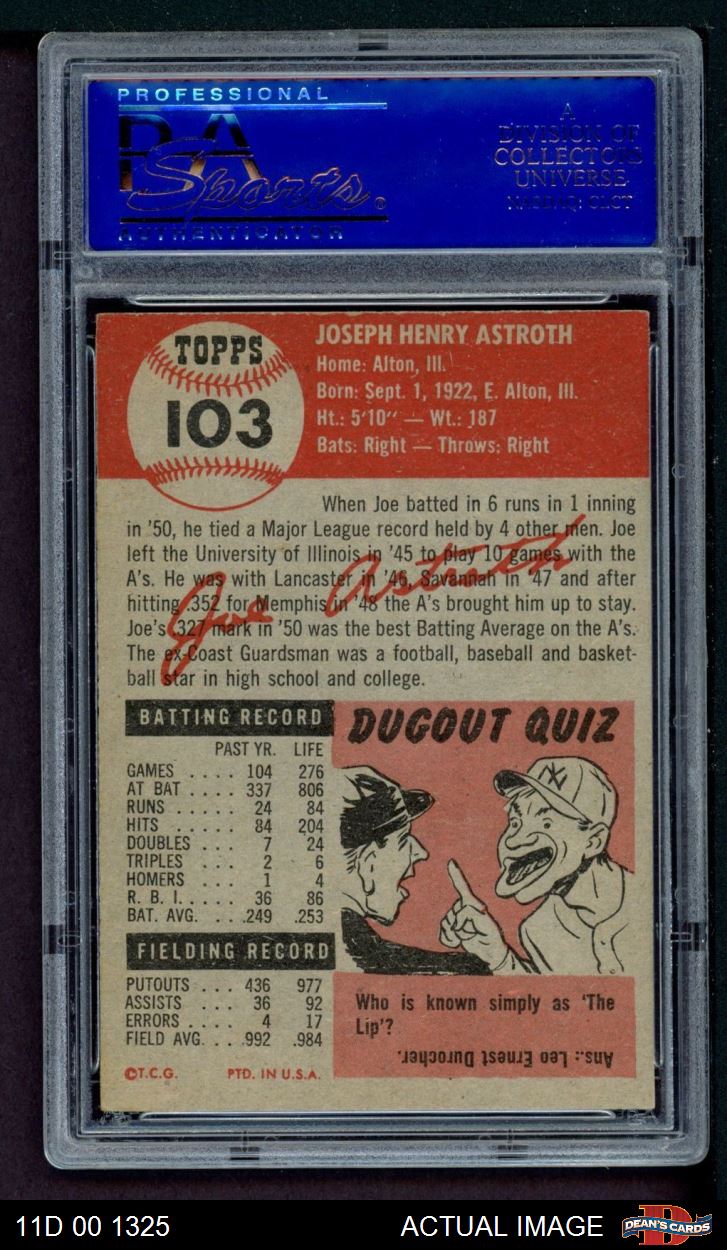 PROFESSIONAL
PSA
Sports®
AUTHENTICATOR
A
DIVISION OF
COLLECTORS
UNIVERSE
NASDAQ: CLCT
TOPPS
103
JOSEPH HENRY ASTROTH
Home: Alton, Ill.
Born: Sept. 1, 1922, E. Alton, Ill.
Ht.: 5'10" — Wt.: 187
Bats: Right — Throws: Right
When Joe batted in 6 runs in 1 inning
in '50, he tied a Major League record held by 4 other men. Joe
left the University of Illinois in '45 to play 10 games with the
A's. He was with Lancaster in '46, Savannah in '47 and after
hitting .352 for Memphis in '48 the A's brought him up to stay.
Joe's .327 mark in '50 was the best Batting Average on the A's.
The ex-Coast Guardsman was a football, baseball and basket-
ball star in high school and college.
Joe Astroth
BATTING RECORD
PAST YR. LIFE
GAMES .... 104 276
AT BAT .... 337 806
RUNS ..... 24 84
HITS ..... 84 204
DOUBLES ... 7 24
TRIPLES ... 2 6
HOMERS ... 1 4
R. B. I. .... 36 86
BAT. AVG. ... .249 .253
FIELDING RECORD
PUTOUTS ... 436 977
ASSISTS ... 36 92
ERRORS .... 4 17
FIELD AVG. ... .992 .984
©T.C.G. PTD. IN U.S.A.
DUGOUT QUIZ
NY
Who is known simply as 'The
Lip'?
Ans.: Leo Ernest Durocher.
11D 00 1325
ACTUAL IMAGE
DEAN'S CARDS